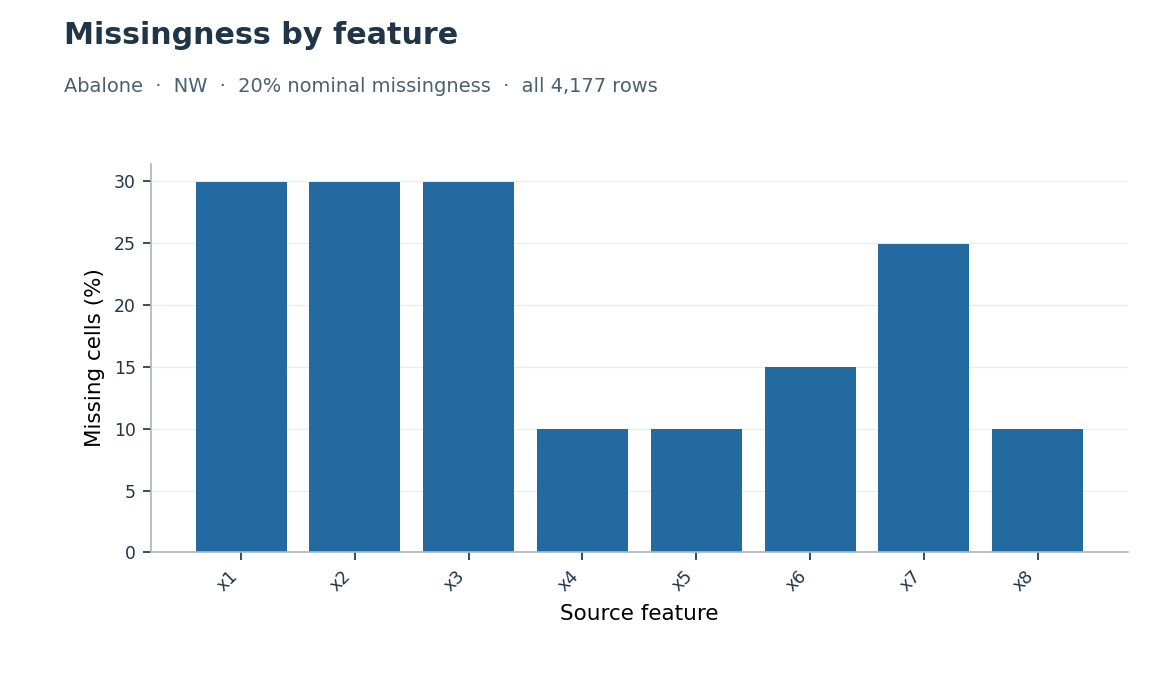 Missingness by feature
Abalone · NW · 20% nominal missingness · all 4,177 rows
Missing cells (%)
30
25
20
15
10
5
0
x1 x2 x3 x4 x5 x6 x7 x8
Source feature